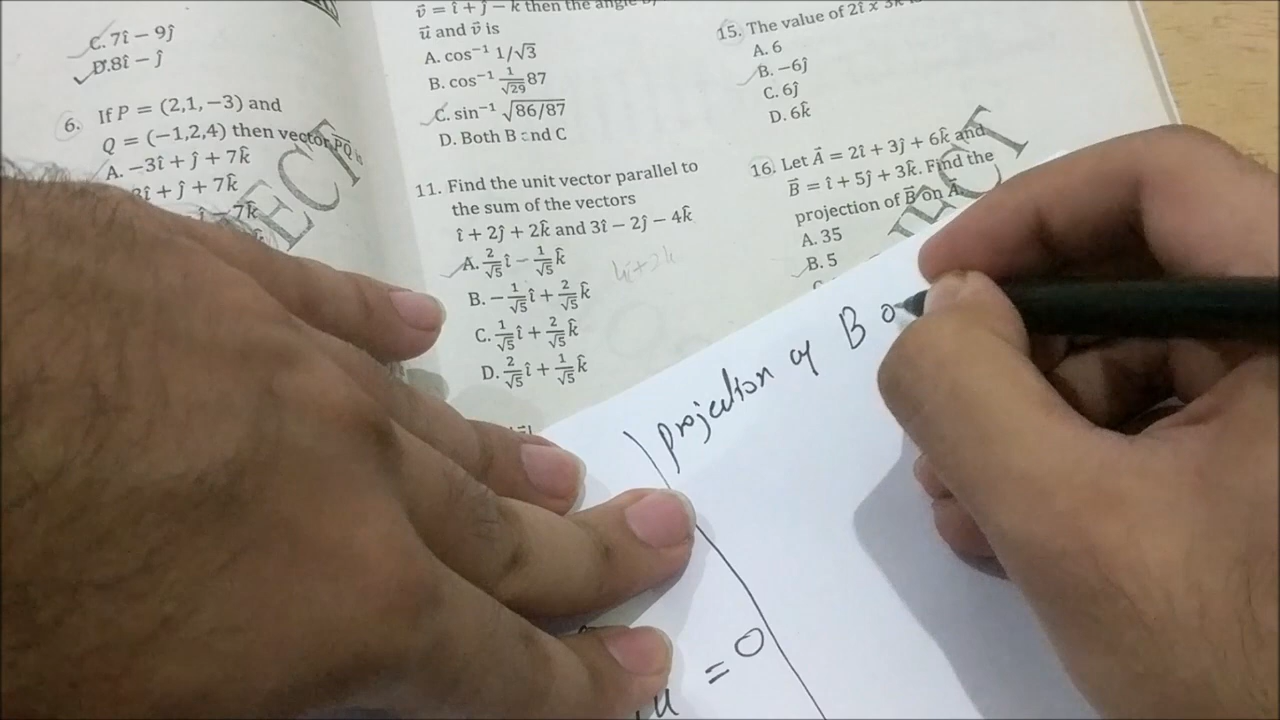 C. 7î − 9ĵ
D. 8î − ĵ
6. If P = (2,1,−3) and
Q = (−1,2,4) then vector PQ⃗ is
A. −3î + ĵ + 7k̂
î + ĵ + 7k̂
− 7k̂
v⃗ = î + ĵ − k̂ then the angle
u⃗ and v⃗ is
A. cos⁻¹ 1/√3
B. cos⁻¹ 1/√29 87
C. sin⁻¹ √86/87
D. Both B and C
11. Find the unit vector parallel to
the sum of the vectors
î + 2ĵ + 2k̂ and 3î − 2ĵ − 4k̂
A. 2/√5 î − 1/√5 k̂
B. − 1/√5 î + 2/√5 k̂
C. 1/√5 î + 2/√5 k̂
D. 2/√5 î + 1/√5 k̂
15. The value of 2î × 3k̂
A. 6
B. −6ĵ
C. 6ĵ
D. 6k̂
16. Let A⃗ = 2î + 3ĵ + 6k̂ and
B⃗ = î + 5ĵ + 3k̂. Find the
projection of B⃗ on A⃗.
A. 35
B. 5
projection of B o
= 0